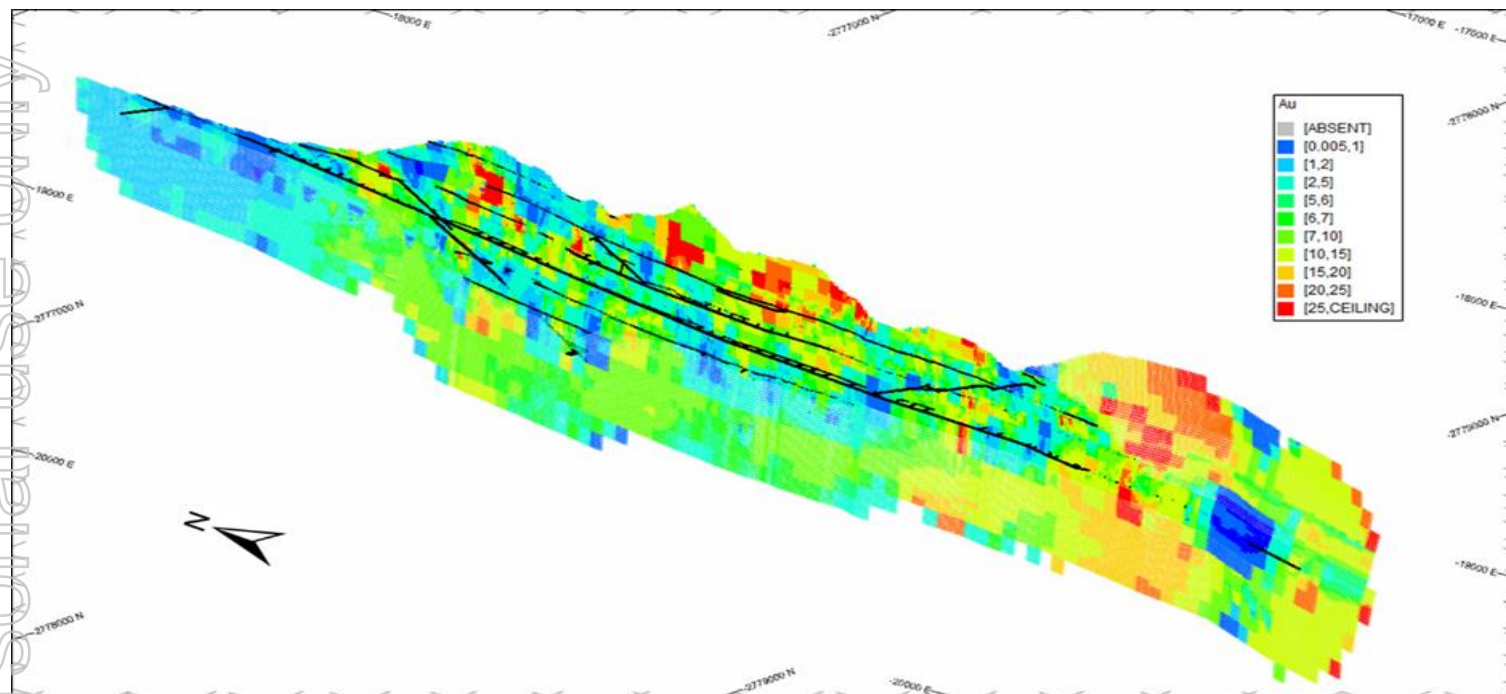 -18000 E
-2777000 N
-17000 E
-17000 E
-2778000 N
Au
[ABSENT]
[0.005,1]
[1,2]
[2,5]
[5,6]
[6,7]
[7,10]
[10,15]
[15,20]
[20,25]
[25,CEILING]
-19000 E
-18000 E
-2777000 N
-2779000 N
-20000 E
N
-19000 E
-2778000 N
-2779000 N
-20000 E